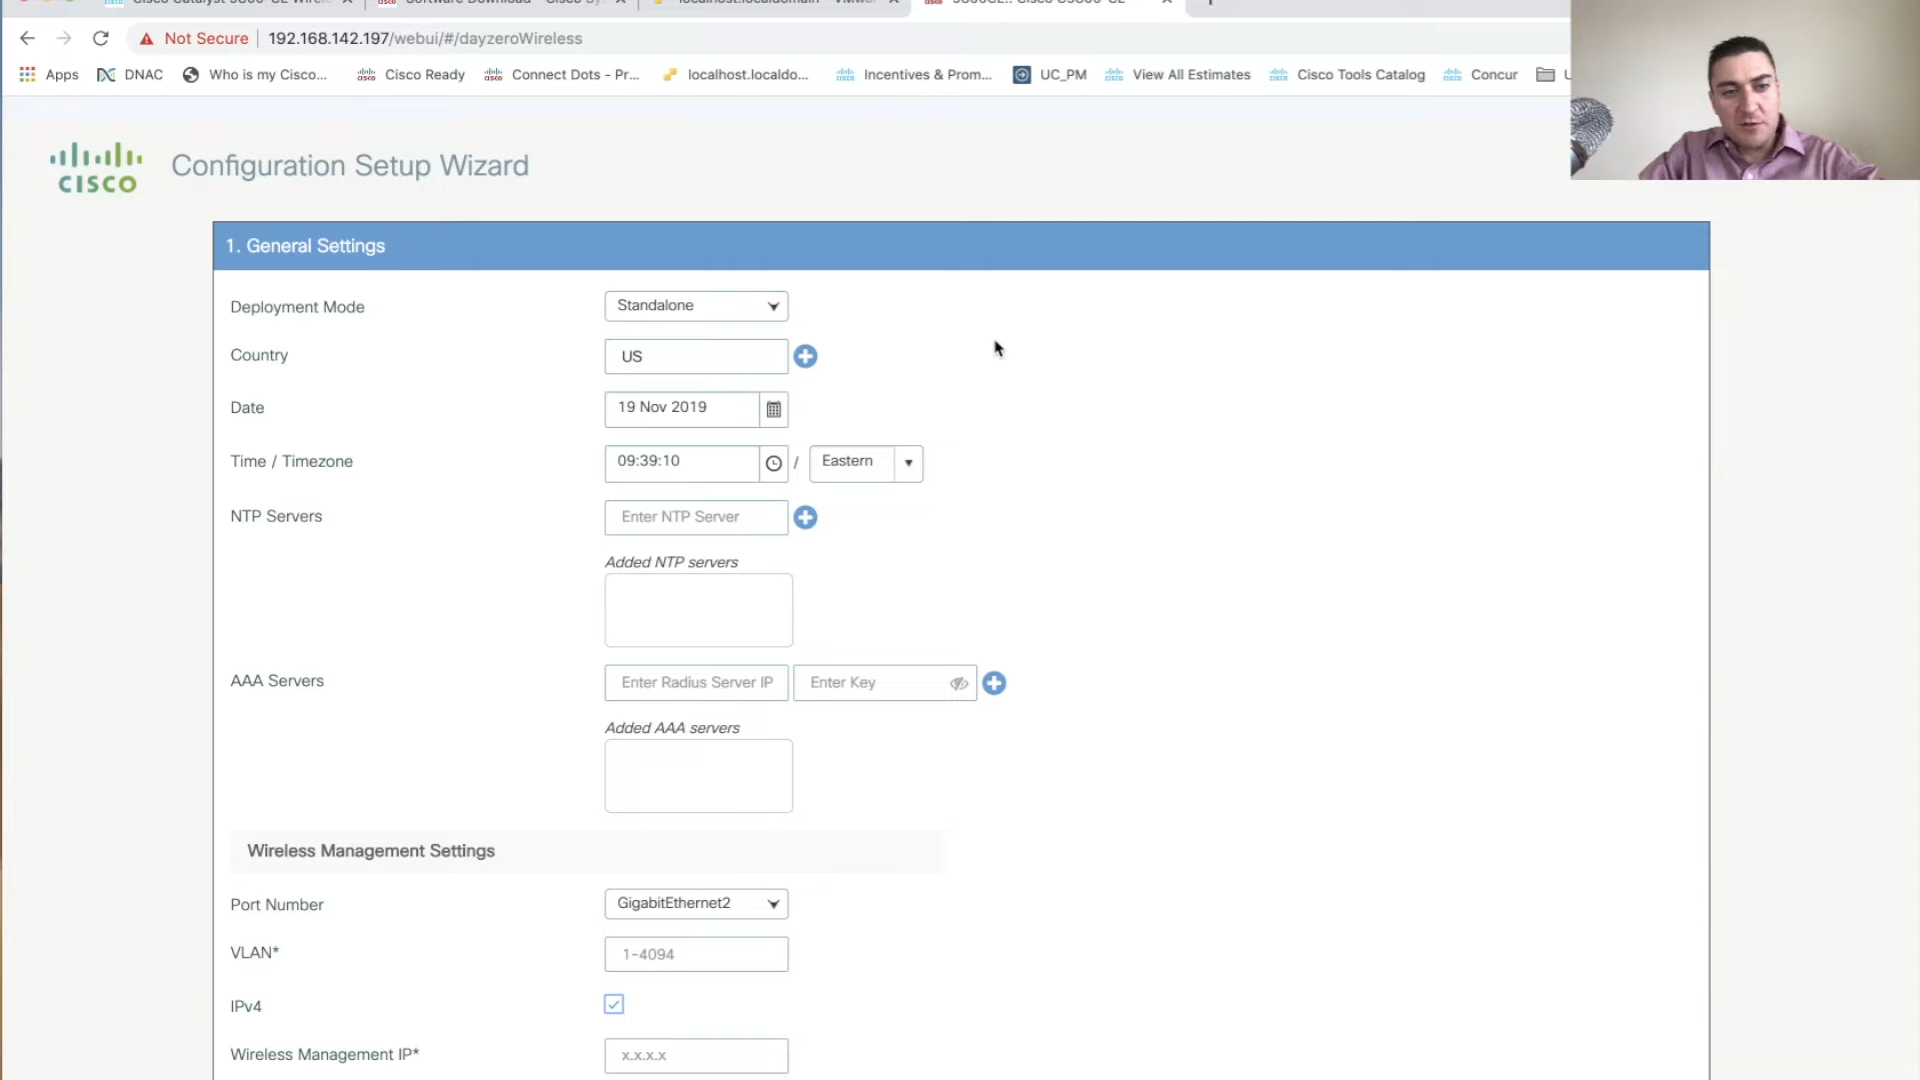 Not Secure 192.168.142.197/webui/#/dayzeroWireless
Apps DNAC Who is my Cisco... Cisco Ready Connect Dots - Pr... localhost.localdo... Incentives & Prom... UC_PM View All Estimates Cisco Tools Catalog Concur
CISCO Configuration Setup Wizard
1. General Settings
Deployment Mode Standalone
Country US
Date 19 Nov 2019
Time / Timezone 09:39:10 / Eastern
NTP Servers Enter NTP Server
Added NTP servers
AAA Servers Enter Radius Server IP Enter Key
Added AAA servers
Wireless Management Settings
Port Number GigabitEthernet2
VLAN* 1-4094
IPv4
Wireless Management IP* x.x.x.x